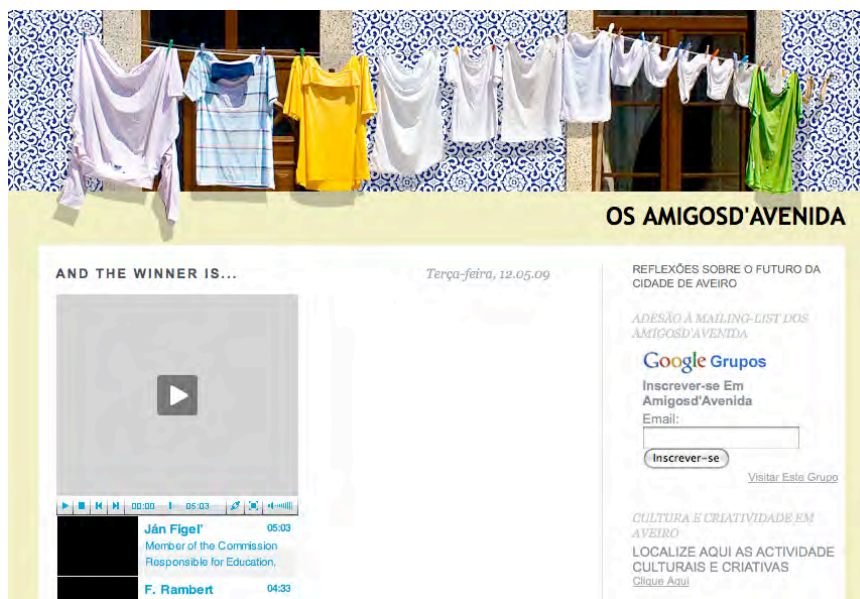 OS AMIGOSD'AVENIDA
AND THE WINNER IS...
Terça-feira, 12.05.09
00:00
05:03
Ján Figel'
05:03
Member of the Commission
Responsible for Education,
F. Rambert
04:33
REFLEXÕES SOBRE O FUTURO DA
CIDADE DE AVEIRO
ADESÃO À MAILING-LIST DOS
AMIGOSD'AVENIDA
Google Grupos
Inscrever-se Em
Amigosd'Avenida
Email:
Inscrever-se
Visitar Este Grupo
CULTURA E CRIATIVIDADE EM
AVEIRO
LOCALIZE AQUI AS ACTIVIDADE
CULTURAIS E CRIATIVAS
Clique Aqui